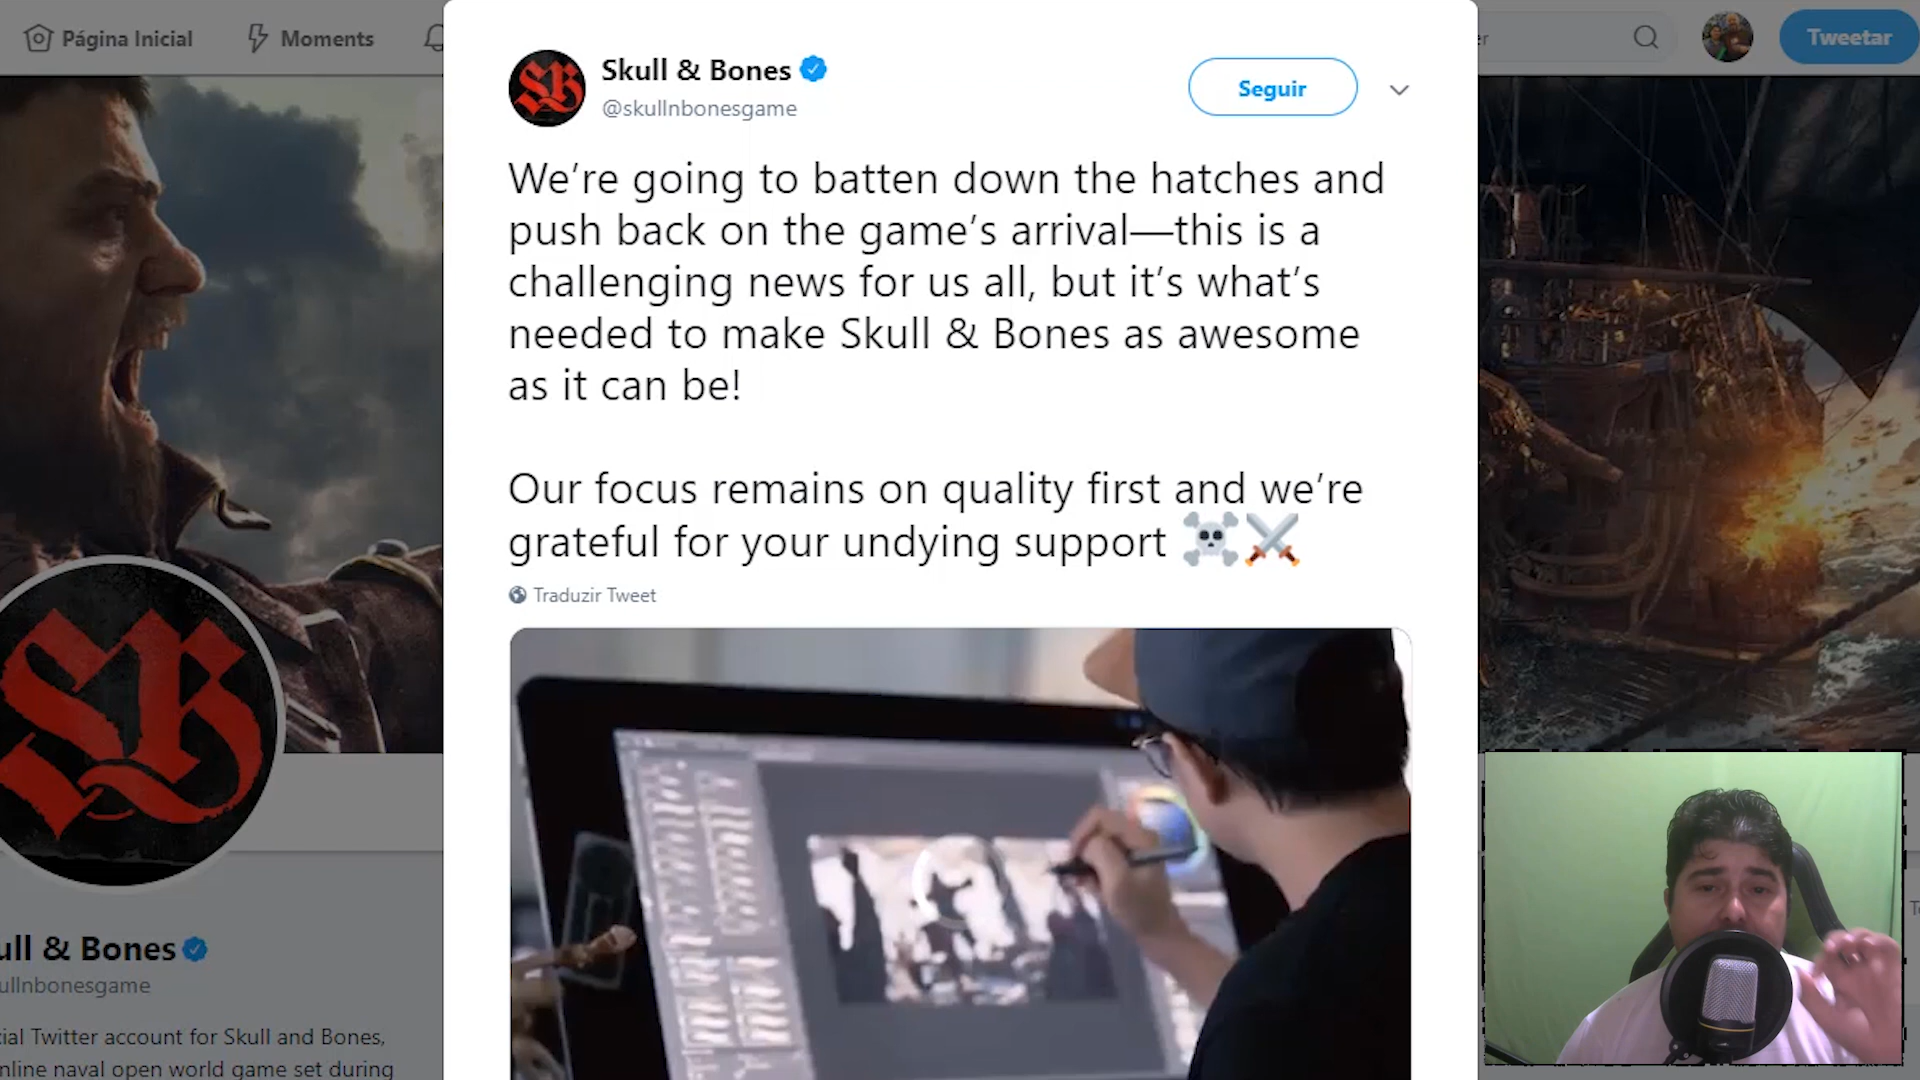 Página Inicial
Moments
Tweetar
Skull & Bones
@skullnbonesgame
Seguir
We’re going to batten down the hatches and
push back on the game’s arrival—this is a
challenging news for us all, but it’s what’s
needed to make Skull & Bones as awesome
as it can be!
Our focus remains on quality first and we’re
grateful for your undying support ☠️⚔️
Traduzir Tweet
SB
ull & Bones
ullnbonesgame
cial Twitter account for Skull and Bones,
nline naval open world game set during